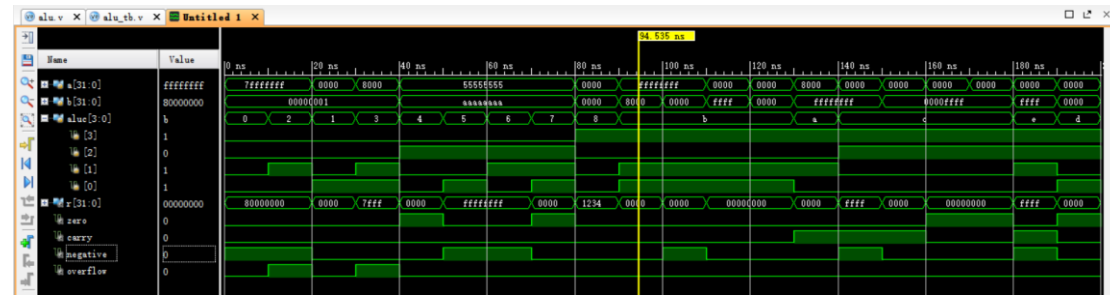 alu.v alu_tb.v Untitled 1
94.535 ns
Name Value 0 ns 20 ns 40 ns 60 ns 80 ns 100 ns 120 ns 140 ns 160 ns 180 ns
a[31:0] ffffffff 7fffffff 0000 8000 55555555 0000 ffffffff 0000 0000 8000 0000 0000 0000 ffff 0000
b[31:0] 80000000 00000001 aaaaaaaa 0000 8000 0000 ffff 0000 ffffffff 0000ffff ffff 0000
aluc[3:0] b 0 2 1 3 4 5 6 7 8 b a c e d
[3] 1
[2] 0
[1] 1
[0] 1
r[31:0] 00000000 80000000 0000 7fff 0000 ffffffff 0000 1234 0000 0000 00000000 0000 ffff 0000 00000000 ffff 0000
zero 0
carry 0
negative 0
overflow 0